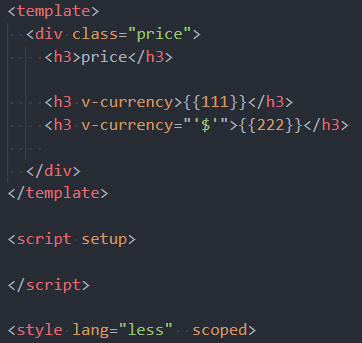 <template>
  <div class="price">
    <h3>price</h3>

    <h3 v-currency>{{111}}</h3>
    <h3 v-currency="'$'">{{222}}</h3>

  </div>
</template>

<script setup>

</script>

<style lang="less"  scoped>